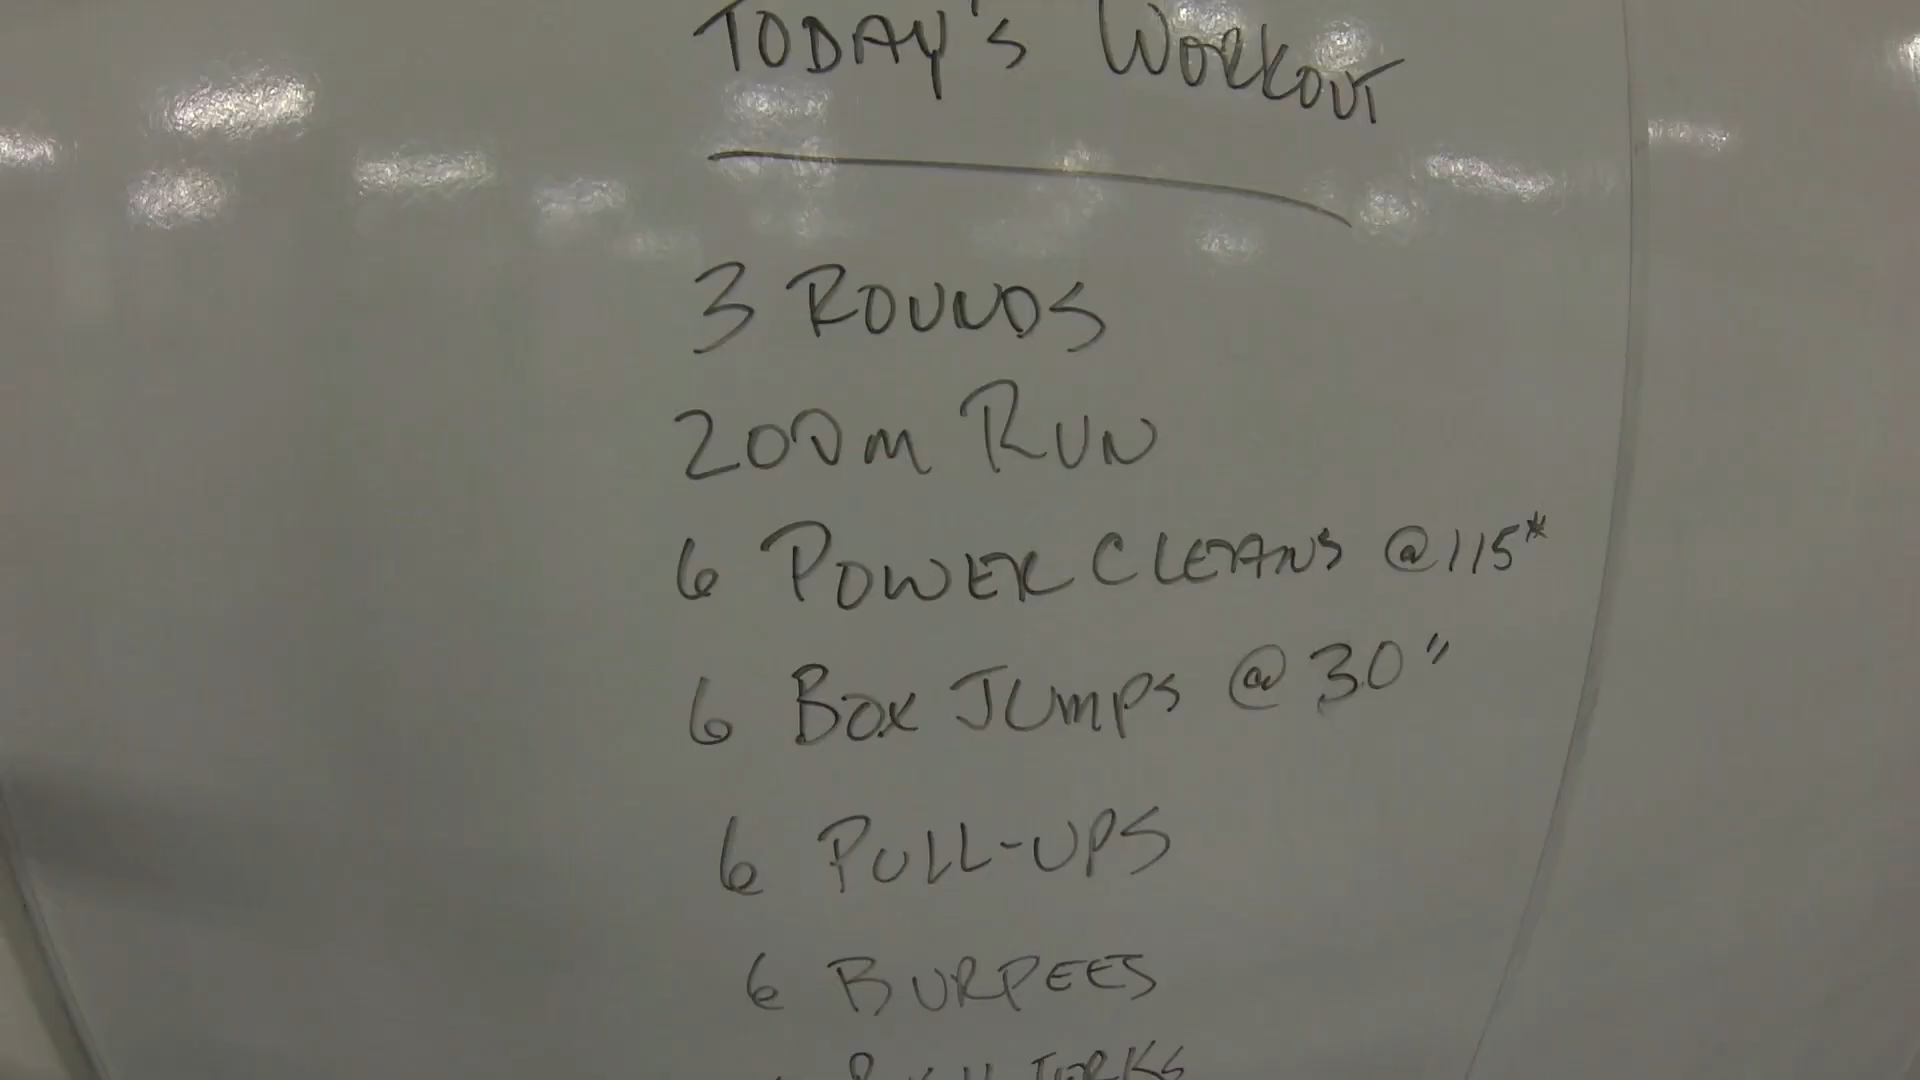 TODAY'S WORKOUT
3 ROUNDS
200m RUN
6 POWER CLEANS @115*
6 BOX JUMPS @ 30"
6 PULL-UPS
6 BURPEES
JERKS